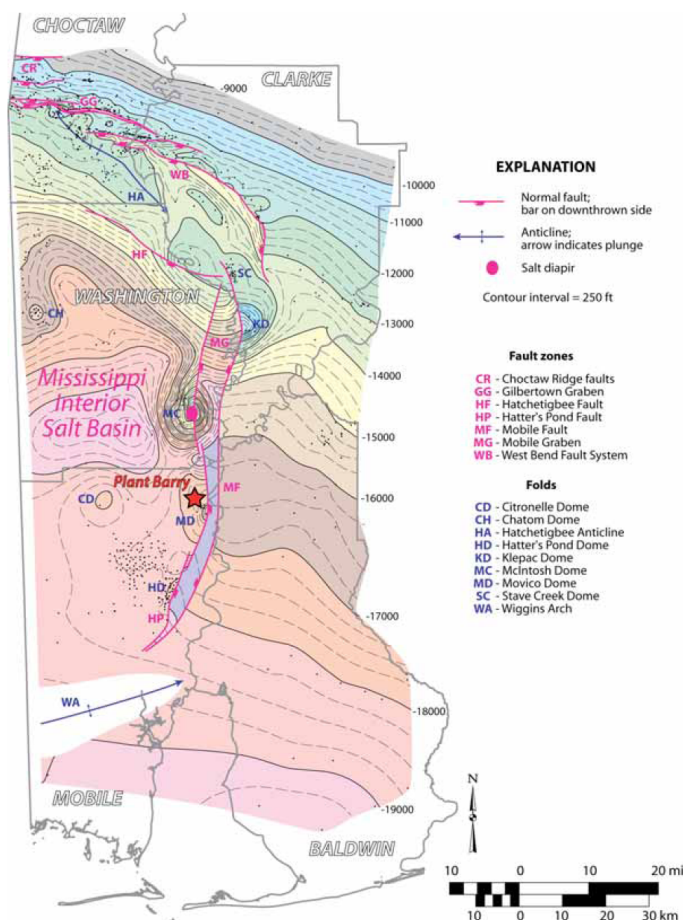 CHOCTAW
CR
CLARKE
-9000
GG
WB
-10000
HA
-11000
HF
SC
-12000
WASHINGTON
CH
KD
-13000
MG
Mississippi
Interior
Salt Basin
-14000
MC
-15000
Plant Barry
CD
MF
-16000
MD
HD
HP
-17000
WA
-18000
MOBILE
-19000
BALDWIN
EXPLANATION
Normal fault;
bar on downthrown side
Anticline;
arrow indicates plunge
Salt diapir
Contour interval = 250 ft
Fault zones
CR - Choctaw Ridge faults
GG - Gilbertown Graben
HF - Hatchetigbee Fault
HP - Hatter's Pond Fault
MF - Mobile Fault
MG - Mobile Graben
WB - West Bend Fault System
Folds
CD - Citronelle Dome
CH - Chatom Dome
HA - Hatchetigbee Anticline
HD - Hatter's Pond Dome
KD - Klepac Dome
MC - McIntosh Dome
MD - Movico Dome
SC - Stave Creek Dome
WA - Wiggins Arch
N
10 0 10 20 mi
10 0 10 20 30 km